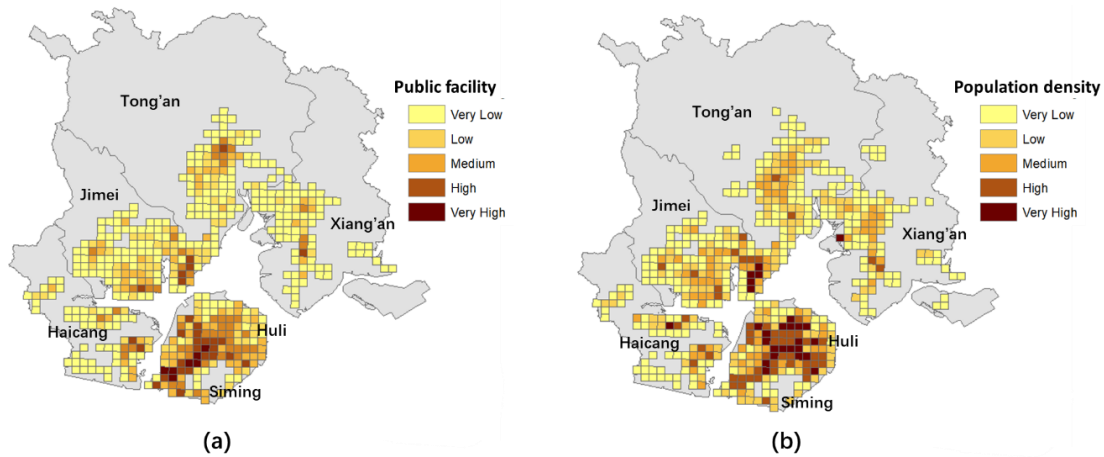 Public facility
Very Low
Low
Medium
High
Very High
Tong'an
Jimei
Xiang'an
Haicang
Huli
Siming
(a)
Population density
Very Low
Low
Medium
High
Very High
Tong'an
Jimei
Xiang'an
Haicang
Huli
Siming
(b)